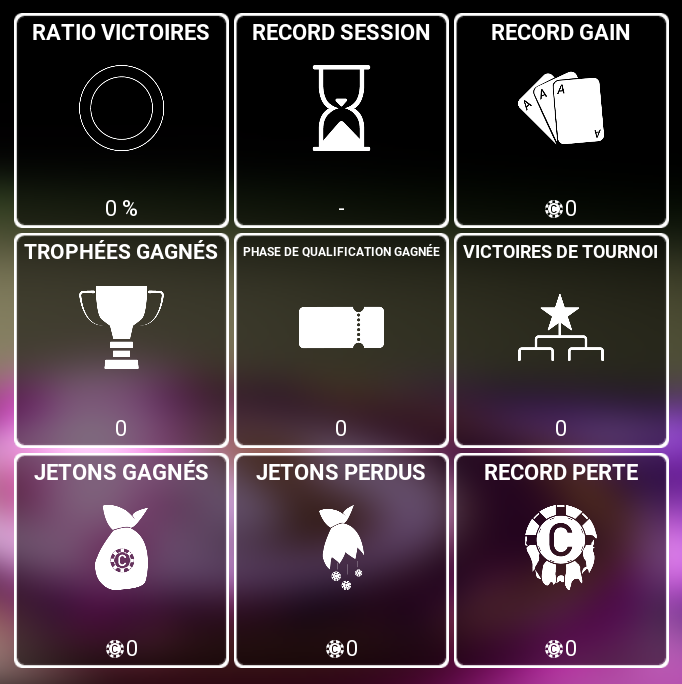 RATIO VICTOIRES
0 %
RECORD SESSION
-
RECORD GAIN
A A A A
C 0
TROPHÉES GAGNÉS
0
PHASE DE QUALIFICATION GAGNÉE
0
VICTOIRES DE TOURNOI
0
JETONS GAGNÉS
C
C 0
JETONS PERDUS
C 0
RECORD PERTE
C
C 0